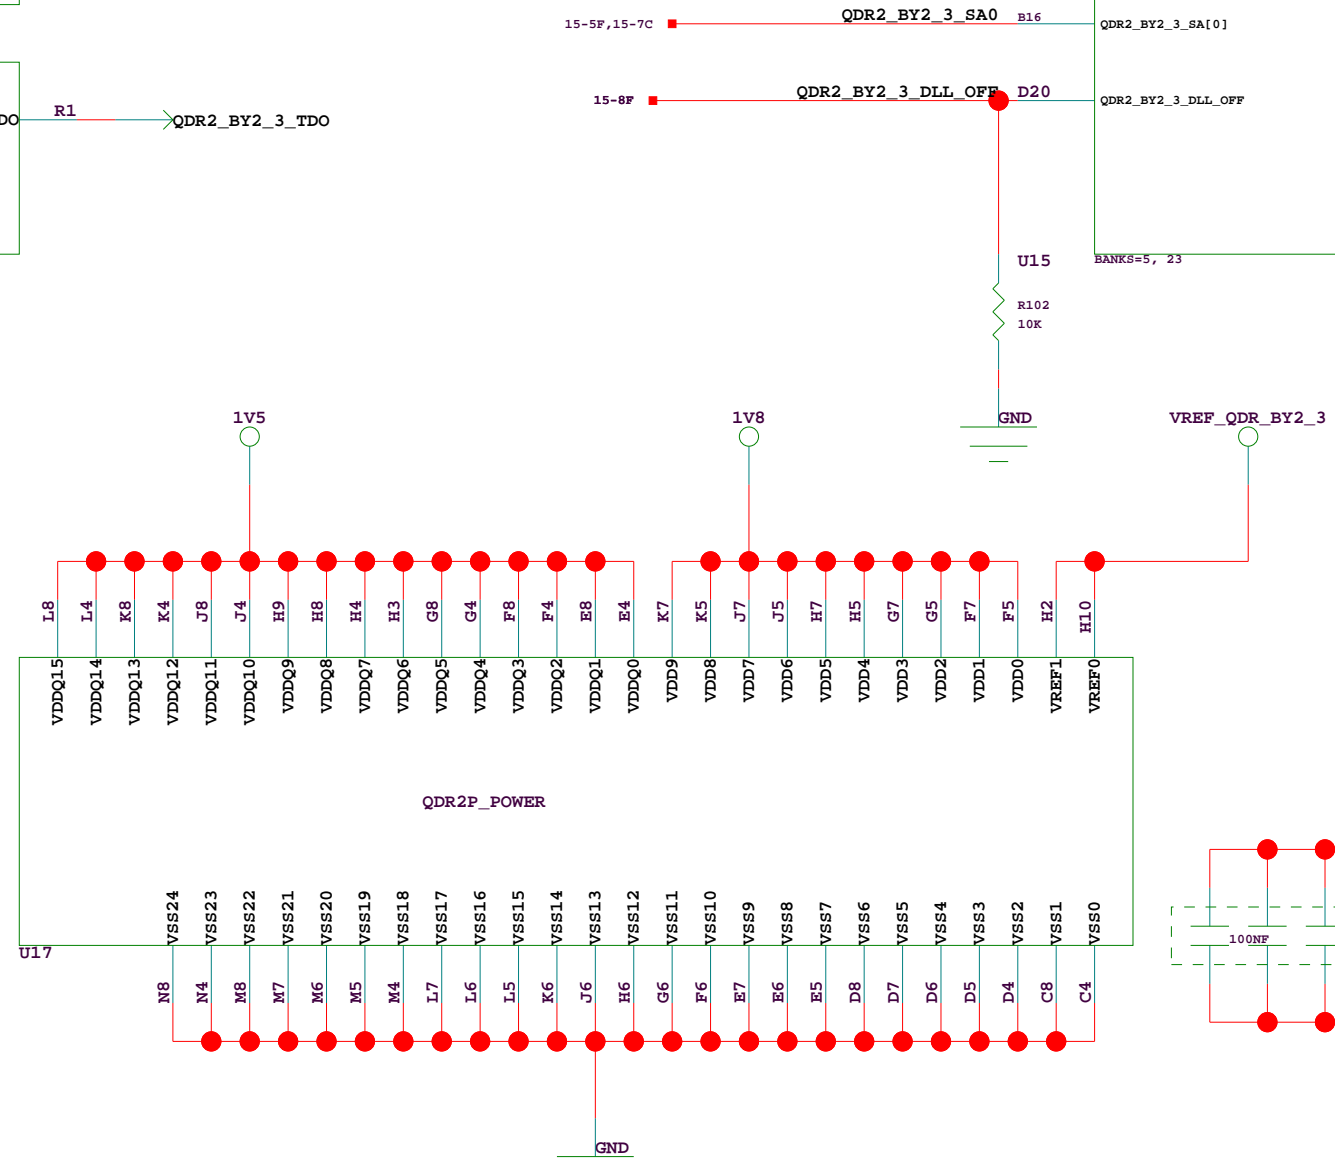 15-5F,15-7C QDR2_BY2_3_SA0 B16 QDR2_BY2_3_SA[0]
15-8F QDR2_BY2_3_DLL_OFF D20 QDR2_BY2_3_DLL_OFF
DO R1 QDR2_BY2_3_TDO
U15 BANKS=5, 23
R102
10K
1V5 1V8 GND VREF_QDR_BY2_3
L8 L4 K8 K4 J8 J4 H9 H8 H4 H3 G8 G4 F8 F4 E8 E4 K7 K5 J7 J5 H7 H5 G7 G5 F7 F5 H2 H10
VDDQ15 VDDQ14 VDDQ13 VDDQ12 VDDQ11 VDDQ10 VDDQ9 VDDQ8 VDDQ7 VDDQ6 VDDQ5 VDDQ4 VDDQ3 VDDQ2 VDDQ1 VDDQ0 VDD9 VDD8 VDD7 VDD6 VDD5 VDD4 VDD3 VDD2 VDD1 VDD0 VREF1 VREF0
QDR2P_POWER
VSS24 VSS23 VSS22 VSS21 VSS20 VSS19 VSS18 VSS17 VSS16 VSS15 VSS14 VSS13 VSS12 VSS11 VSS10 VSS9 VSS8 VSS7 VSS6 VSS5 VSS4 VSS3 VSS2 VSS1 VSS0
100NF
U17
N8 N4 M8 M7 M6 M5 M4 L7 L6 L5 K6 J6 H6 G6 F6 E7 E6 E5 D8 D7 D6 D5 D4 C8 C4
GND